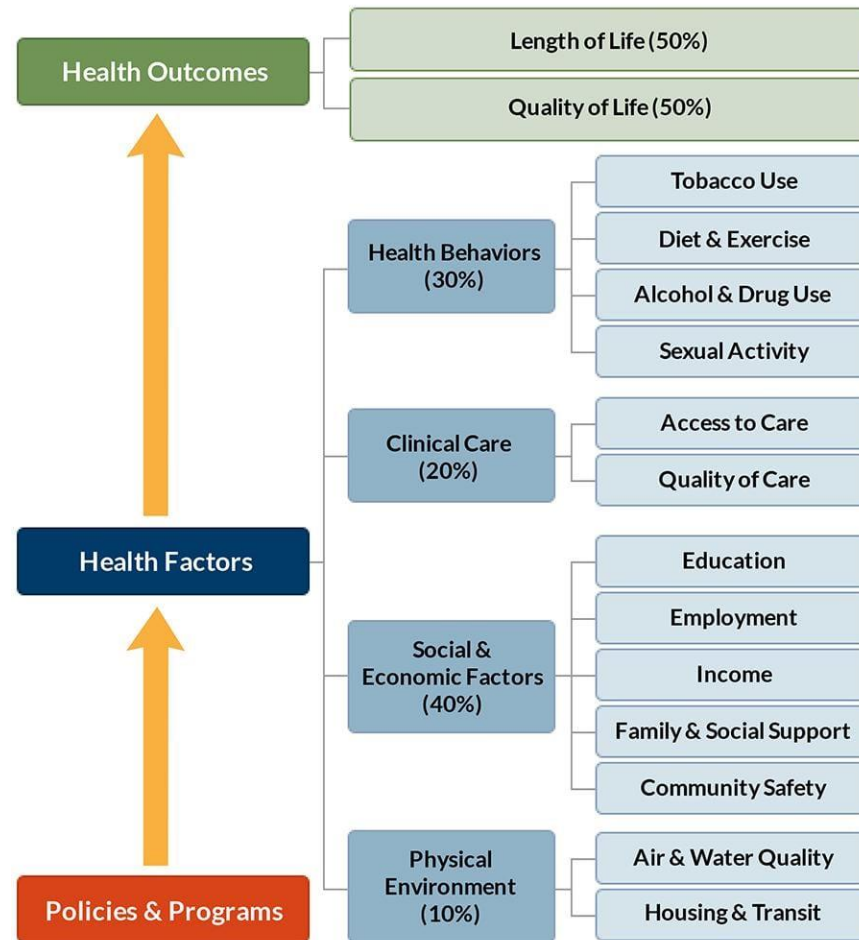 Health Outcomes
Length of Life (50%)
Quality of Life (50%)
Health Factors
Health Behaviors
(30%)
Tobacco Use
Diet & Exercise
Alcohol & Drug Use
Sexual Activity
Clinical Care
(20%)
Access to Care
Quality of Care
Social &
Economic Factors
(40%)
Education
Employment
Income
Family & Social Support
Community Safety
Physical
Environment
(10%)
Air & Water Quality
Housing & Transit
Policies & Programs